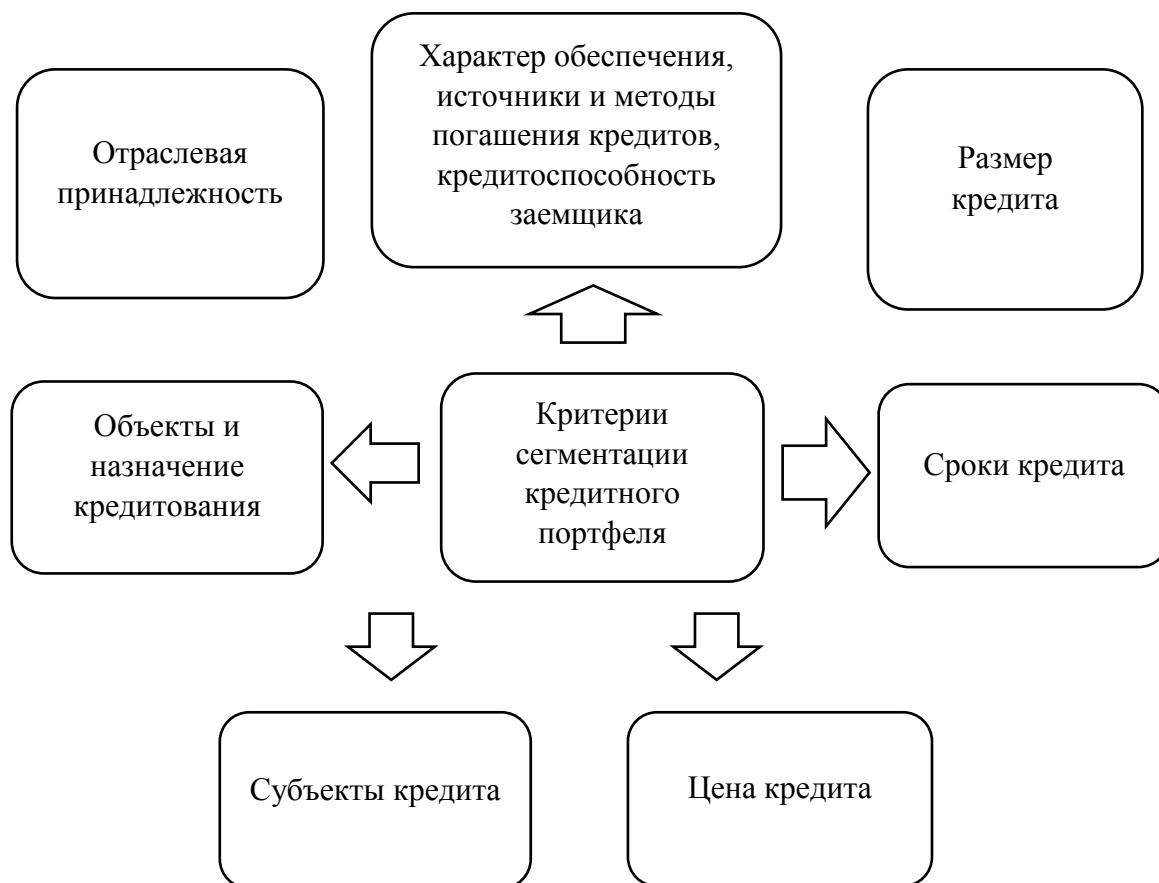 Характер обеспечения,
источники и методы
погашения кредитов,
кредитоспособность
заемщика
Отраслевая
принадлежность
Размер
кредита
Объекты и
назначение
кредитования
Критерии
сегментации
кредитного
портфеля
Сроки кредита
Субъекты кредита
Цена кредита